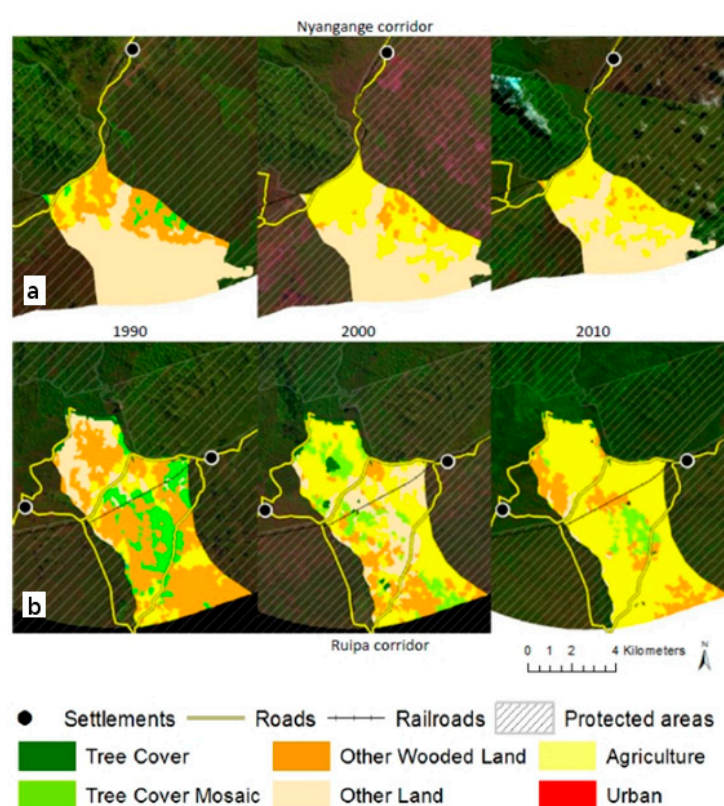 Nyangange corridor
a
1990 2000 2010
b
Ruipa corridor
0 1 2 4 Kilometers
N
Settlements Roads Railroads Protected areas
Tree Cover Other Wooded Land Agriculture
Tree Cover Mosaic Other Land Urban